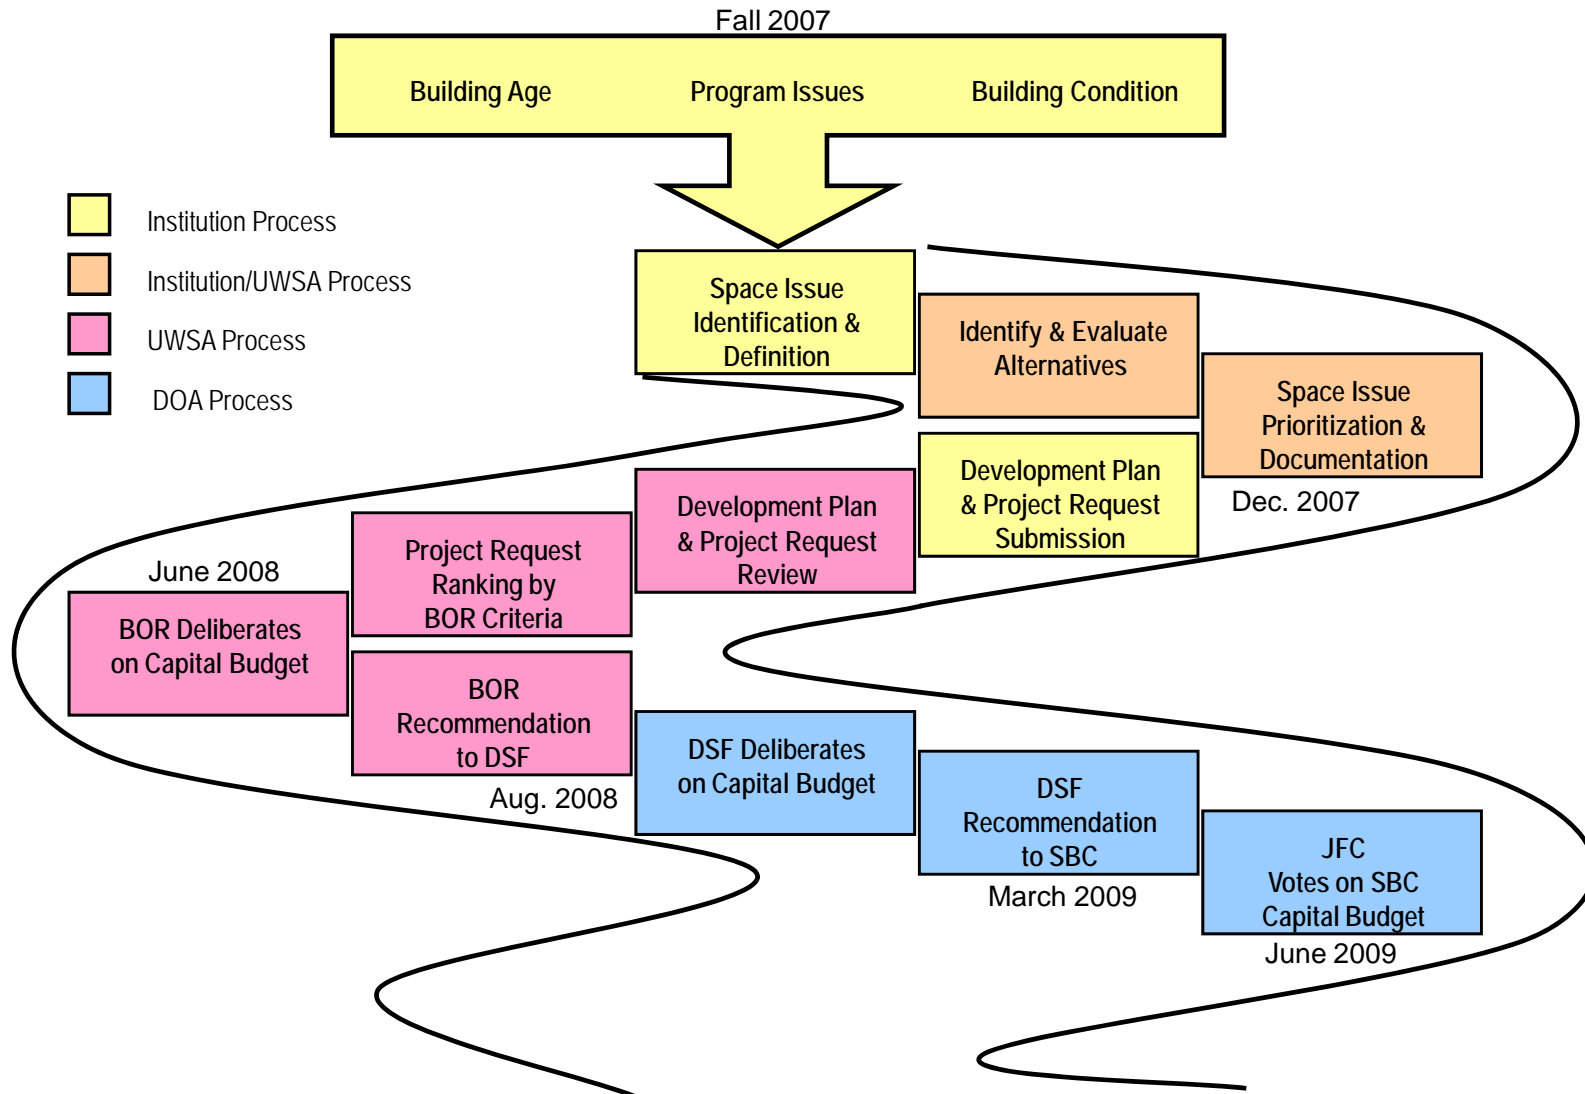 Fall 2007
Building Age
Program Issues
Building Condition
Institution Process
Institution/UWSA Process
UWSA Process
DOA Process
Space Issue
Identification &
Definition
Identify & Evaluate
Alternatives
Space Issue
Prioritization &
Documentation
Dec. 2007
Development Plan
& Project Request
Submission
Development Plan
& Project Request
Review
Project Request
Ranking by
BOR Criteria
June 2008
BOR Deliberates
on Capital Budget
BOR
Recommendation
to DSF
Aug. 2008
DSF Deliberates
on Capital Budget
DSF
Recommendation
to SBC
March 2009
JFC
Votes on SBC
Capital Budget
June 2009